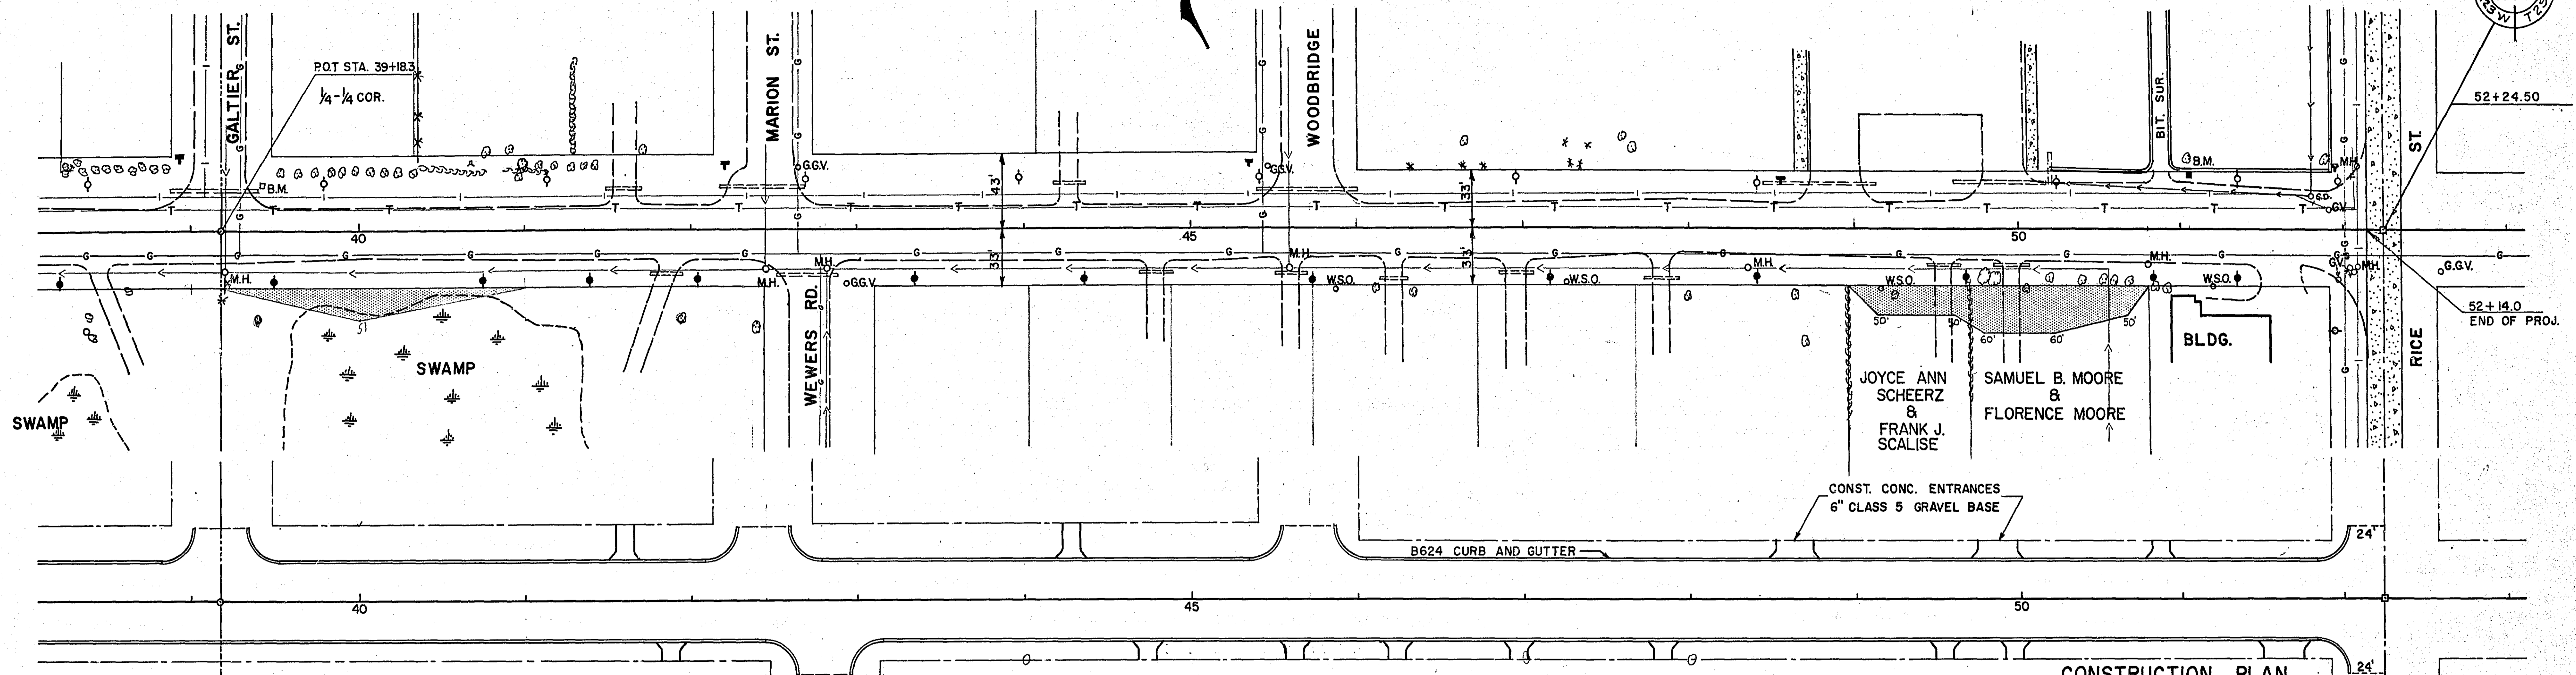 GALTIER ST.
P.O.T STA. 39+18.3
1/4-1/4 COR.
MARION ST.
WOODBRIDGE
BIT. SUR.
ST.
RICE
23 W T 29
52+24.50
B.M.
G.G.V.
G.G.V.
B.M.
M.H.
G.D.
G.V.
43'
33'
40
45
50
33'
33'
M.H.
M.H.
M.H.
G.G.V.
M.H.
W.S.O.
W.S.O.
M.H.
W.S.O.
M.H.
W.S.O.
G.V.
M.H.
G.G.V.
51'
50'
50'
60'
60'
50'
52+14.0
END OF PROJ.
SWAMP
SWAMP
WEWERS RD.
BLDG.
JOYCE ANN
SCHEERZ
&
FRANK J.
SCALISE
SAMUEL B. MOORE
&
FLORENCE MOORE
CONST. CONC. ENTRANCES
6" CLASS 5 GRAVEL BASE
B624 CURB AND GUTTER
24'
40
45
50
24'
CONSTRUCTION PLAN